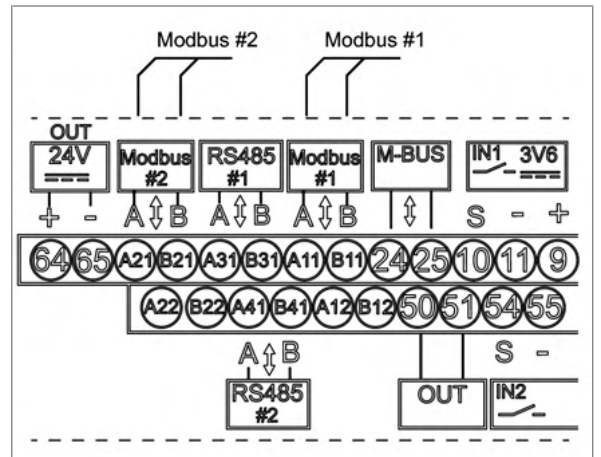 Modbus #2 Modbus #1
OUT
24V Modbus #2 RS485 #1 Modbus #1 M-BUS IN1 3V6
+ - A B A B A B S - +
64 65 A21 B21 A31 B31 A11 B11 24 25 10 11 9
A22 B22 A41 B41 A12 B12 50 51 54 55
A B S -
RS485 #2 OUT IN2